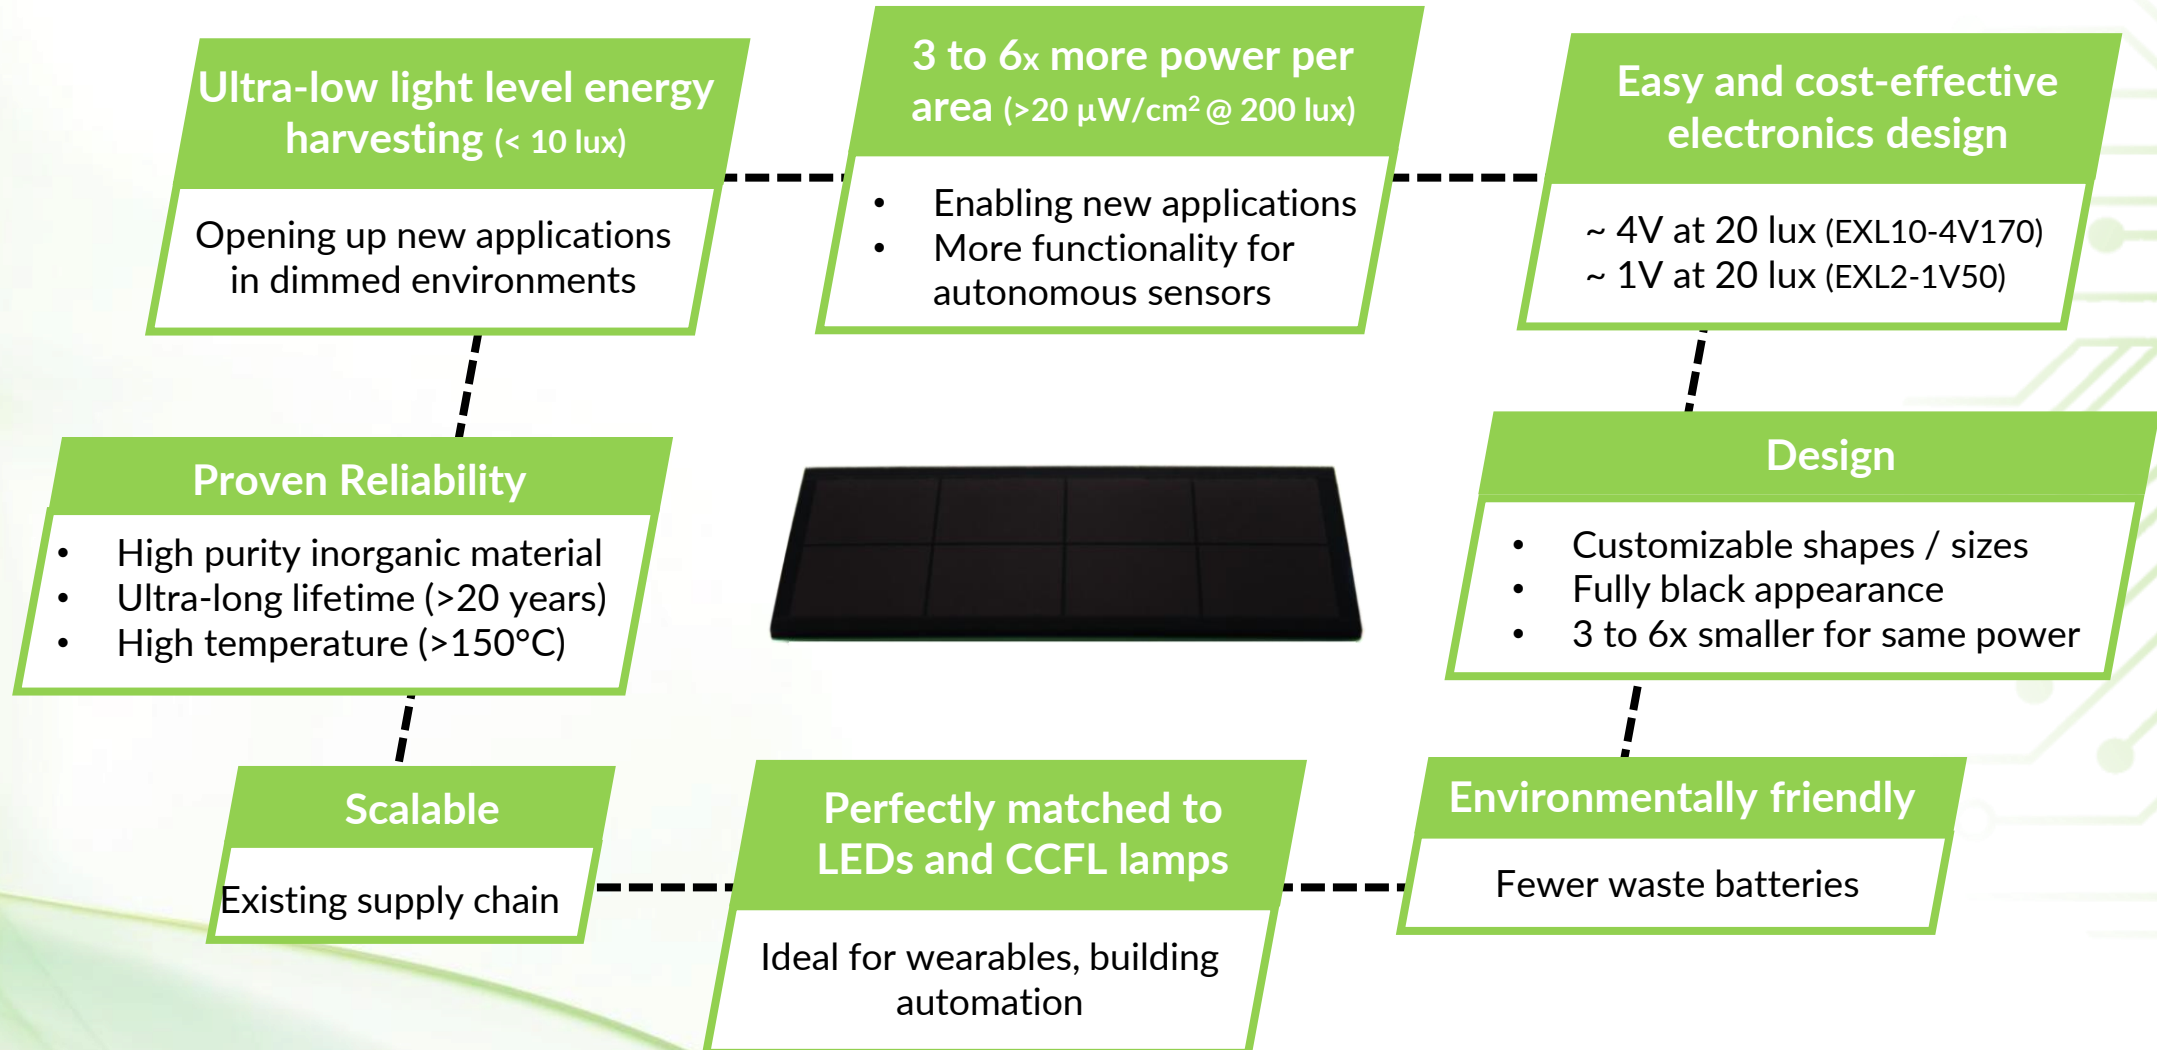 Ultra-low light level energy
harvesting (< 10 lux)
Opening up new applications
in dimmed environments
3 to 6x more power per
area (>20 µW/cm² @ 200 lux)
• Enabling new applications
• More functionality for
autonomous sensors
Easy and cost-effective
electronics design
~ 4V at 20 lux (EXL10-4V170)
~ 1V at 20 lux (EXL2-1V50)
Proven Reliability
• High purity inorganic material
• Ultra-long lifetime (>20 years)
• High temperature (>150°C)
Design
• Customizable shapes / sizes
• Fully black appearance
• 3 to 6x smaller for same power
Scalable
Existing supply chain
Perfectly matched to
LEDs and CCFL lamps
Ideal for wearables, building
automation
Environmentally friendly
Fewer waste batteries